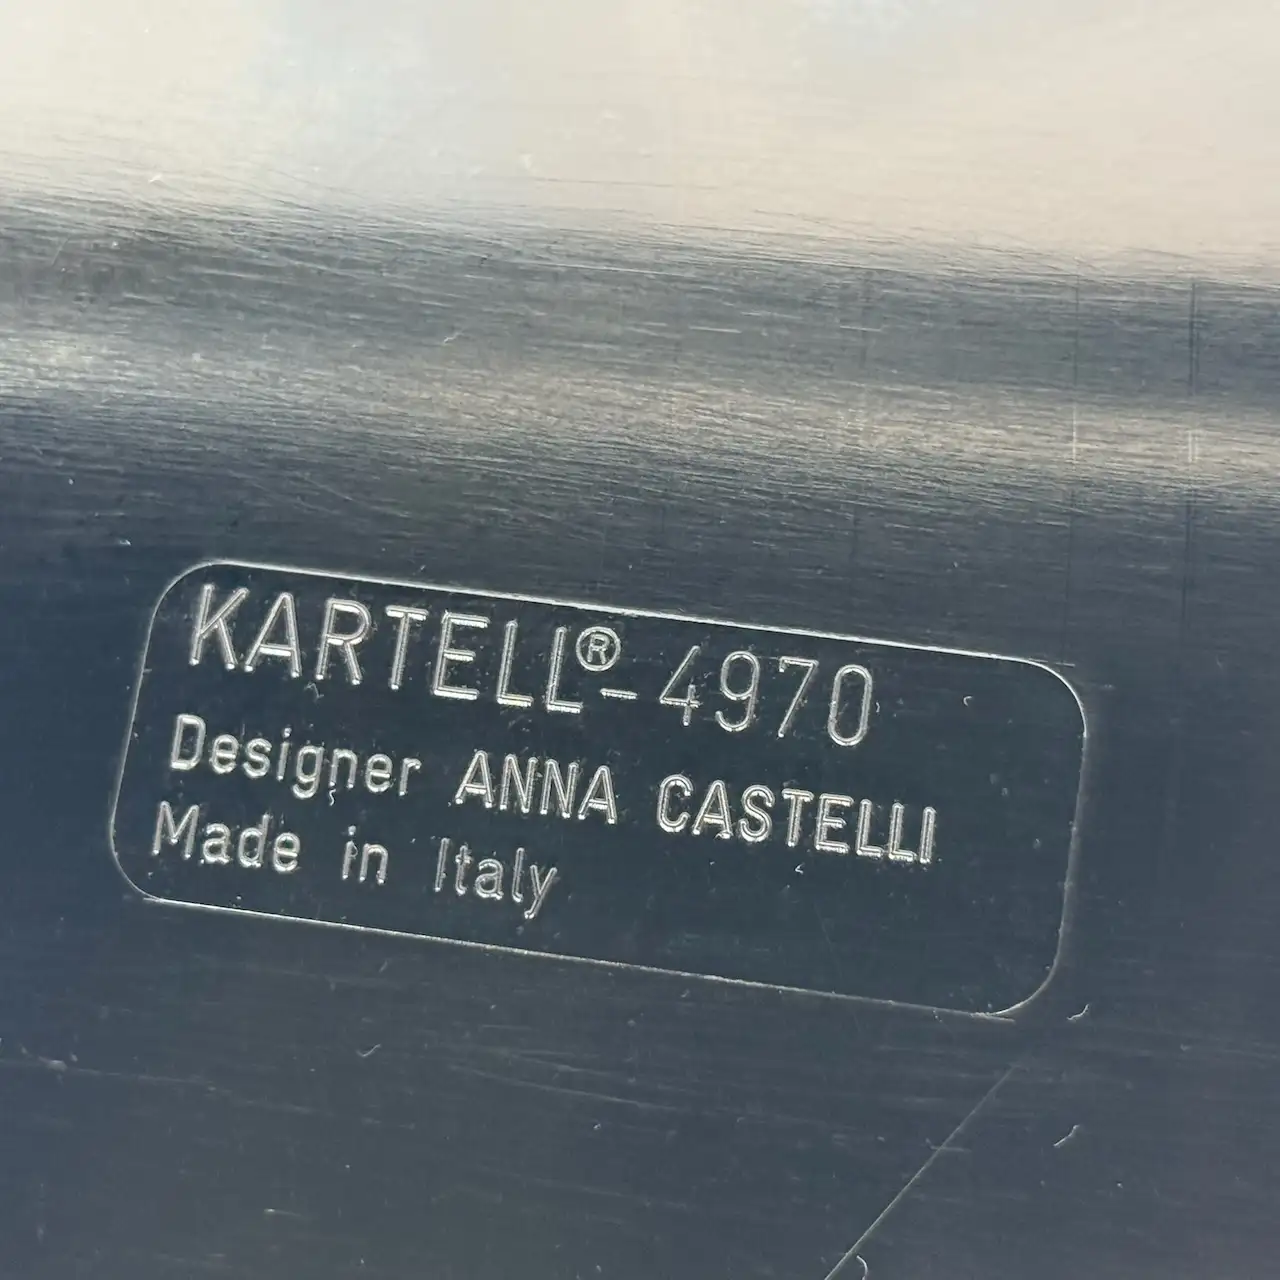 KARTELL®-4970
Designer ANNA CASTELLI
Made in Italy